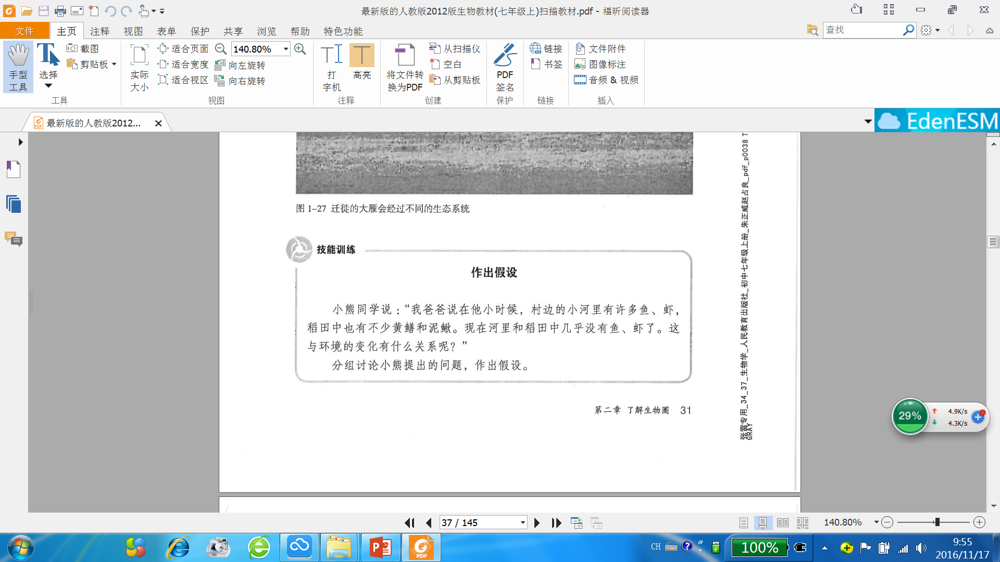 最新版的人教版2012版生物教材(七年级上)扫描教材.pdf - 福昕阅读器
文件 主页 注释 视图 表单 保护 共享 浏览 帮助 特色功能
查找
手型
工具
选择
截图
剪贴板
工具
实际
大小
适合页面
适合宽度
适合视区
140.80%
向左旋转
向右旋转
视图
打
字机
高亮
注释
将文件转
换为PDF
从扫描仪
空白
从剪贴板
创建
PDF
签名
保护
链接
书签
链接
文件附件
图像标注
音频 & 视频
插入
最新版的人教版2012...
EdenESM
图 1-27 迁徙的大雁会经过不同的生态系统
技能训练
作出假设
小熊同学说：“我爸爸说在他小时候，村边的小河里有许多鱼、虾，
稻田中也有不少黄鳝和泥鳅。现在河里和稻田中几乎没有鱼、虾了。这
与环境的变化有什么关系呢？”
分组讨论小熊提出的问题，作出假设。
第二章 了解生物圈 31
张霄专用_34_37_生物学_人民教育出版社_初中七年级上册_朱正威赵占良_pdf_p0038 T
GRAY
29%
4.9K/s
4.3K/s
37 / 145
140.80%
CH
100%
9:55
2016/11/17